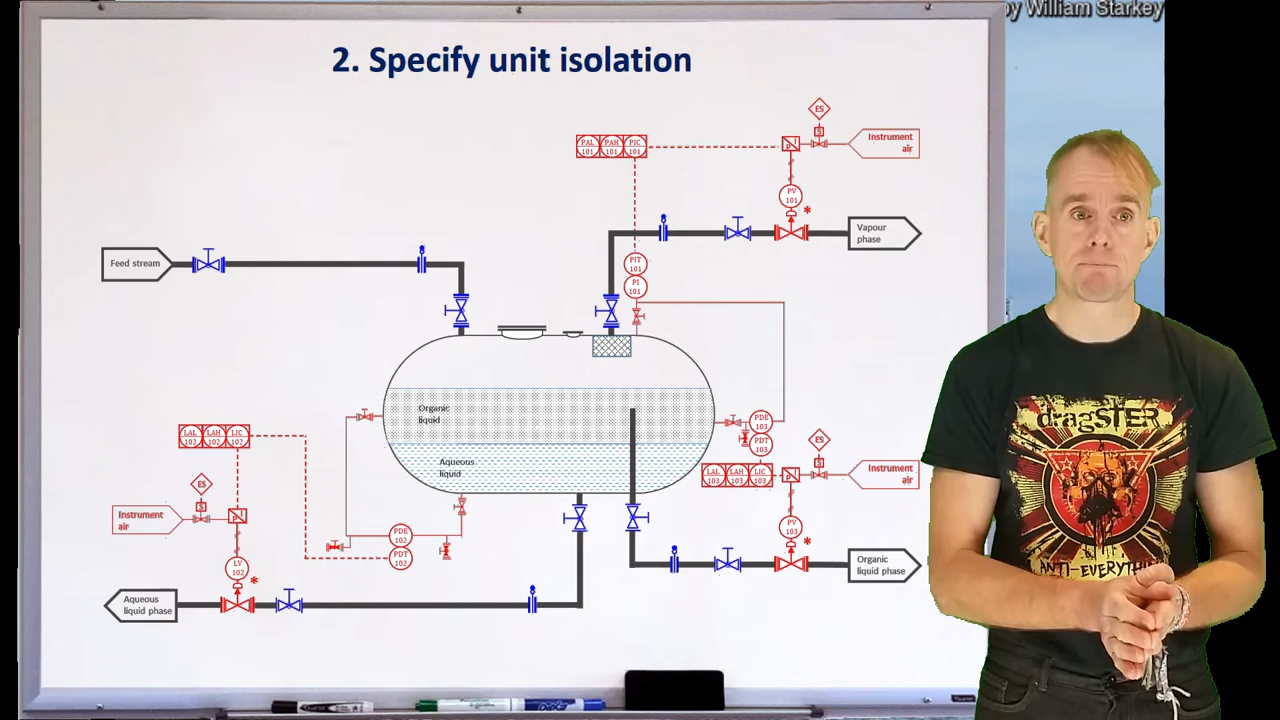 by William Starkey
2. Specify unit isolation
ES
S
PAL
101
PAH
101
PIC
101
P
I
Instrument
air
PV
101
*
Vapour
phase
Feed stream
PIT
101
PI
101
Organic
liquid
Aqueous
liquid
PDE
103
PDT
103
LAL
103
LAH
103
LIC
103
ES
S
P
I
Instrument
air
PV
103
*
Organic
liquid phase
LAL
102
LAH
102
LIC
102
ES
S
P
I
Instrument
air
LV
102
*
Aqueous
liquid phase
PDE
102
PDT
102
dragSTER
ANTI-EVERYTHI